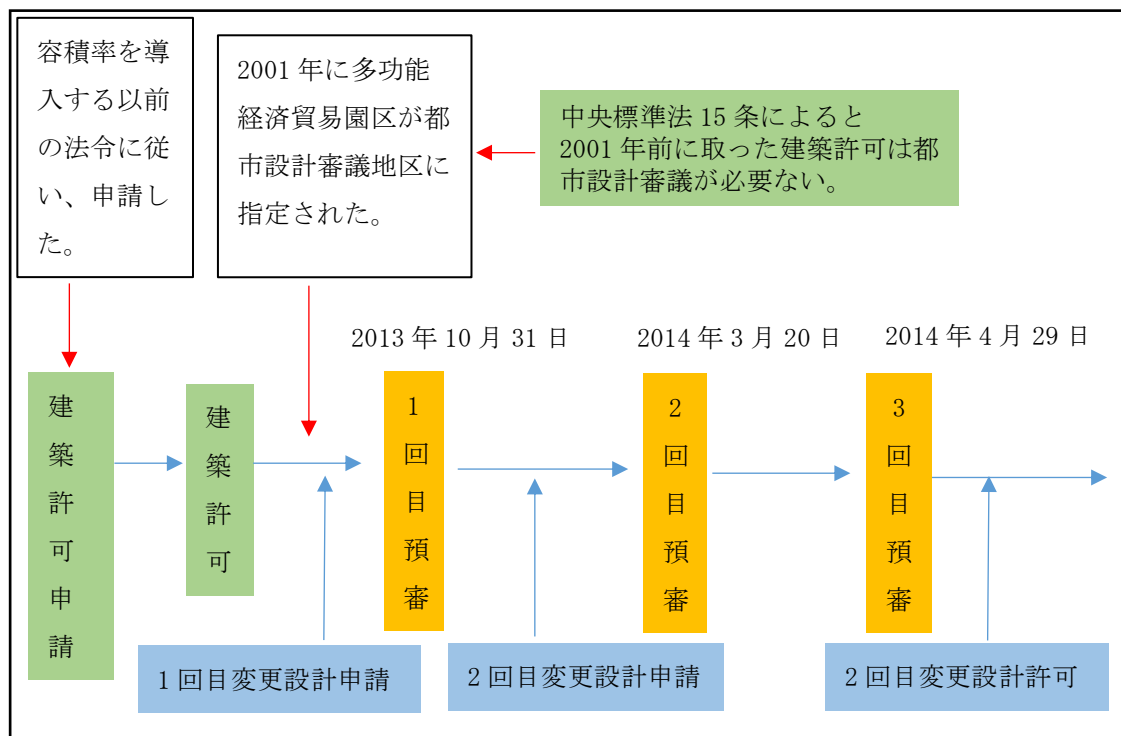 容積率を導
入する以前
の法令に従
い、申請し
た。
2001 年に多功能
経済貿易園区が都
市設計審議地区に
指定された。
中央標準法 15 条によると
2001 年前に取った建築許可は都
市設計審議が必要ない。
2013 年 10 月 31 日
2014 年 3 月 20 日
2014 年 4 月 29 日
建築許可申請
建築許可
1回目預審
2回目預審
3回目預審
1 回目変更設計申請
2 回目変更設計申請
2 回目変更設計許可